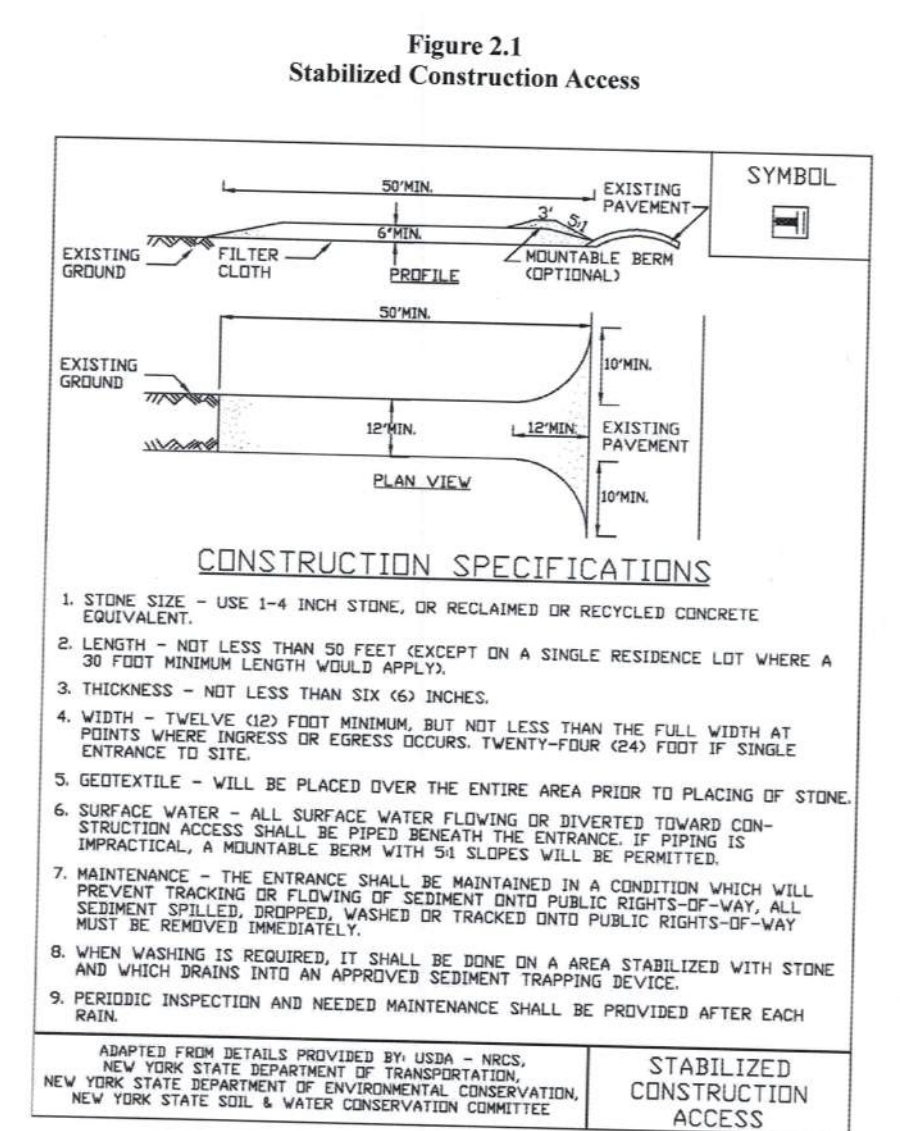 Figure 2.1
Stabilized Construction Access
SYMBOL
50'MIN.
EXISTING
PAVEMENT
3'
5:1
6"MIN.
EXISTING
GROUND
FILTER
CLOTH
PROFILE
MOUNTABLE BERM
(OPTIONAL)
50'MIN.
EXISTING
GROUND
10'MIN.
12'MIN.
12'MIN.
EXISTING
PAVEMENT
PLAN VIEW
10'MIN.
CONSTRUCTION SPECIFICATIONS
1. STONE SIZE - USE 1-4 INCH STONE, OR RECLAIMED OR RECYCLED CONCRETE
EQUIVALENT.
2. LENGTH - NOT LESS THAN 50 FEET (EXCEPT ON A SINGLE RESIDENCE LOT WHERE A
30 FOOT MINIMUM LENGTH WOULD APPLY).
3. THICKNESS - NOT LESS THAN SIX (6) INCHES.
4. WIDTH - TWELVE (12) FOOT MINIMUM, BUT NOT LESS THAN THE FULL WIDTH AT
POINTS WHERE INGRESS OR EGRESS OCCURS. TWENTY-FOUR (24) FOOT IF SINGLE
ENTRANCE TO SITE.
5. GEOTEXTILE - WILL BE PLACED OVER THE ENTIRE AREA PRIOR TO PLACING OF STONE.
6. SURFACE WATER - ALL SURFACE WATER FLOWING OR DIVERTED TOWARD CON-
STRUCTION ACCESS SHALL BE PIPED BENEATH THE ENTRANCE. IF PIPING IS
IMPRACTICAL, A MOUNTABLE BERM WITH 5:1 SLOPES WILL BE PERMITTED.
7. MAINTENANCE - THE ENTRANCE SHALL BE MAINTAINED IN A CONDITION WHICH WILL
PREVENT TRACKING OR FLOWING OF SEDIMENT ONTO PUBLIC RIGHTS-OF-WAY, ALL
SEDIMENT SPILLED, DROPPED, WASHED OR TRACKED ONTO PUBLIC RIGHTS-OF-WAY
MUST BE REMOVED IMMEDIATELY.
8. WHEN WASHING IS REQUIRED, IT SHALL BE DONE ON A AREA STABILIZED WITH STONE
AND WHICH DRAINS INTO AN APPROVED SEDIMENT TRAPPING DEVICE.
9. PERIODIC INSPECTION AND NEEDED MAINTENANCE SHALL BE PROVIDED AFTER EACH
RAIN.
ADAPTED FROM DETAILS PROVIDED BY: USDA - NRCS,
NEW YORK STATE DEPARTMENT OF TRANSPORTATION,
NEW YORK STATE DEPARTMENT OF ENVIRONMENTAL CONSERVATION,
NEW YORK STATE SOIL & WATER CONSERVATION COMMITTEE
STABILIZED
CONSTRUCTION
ACCESS